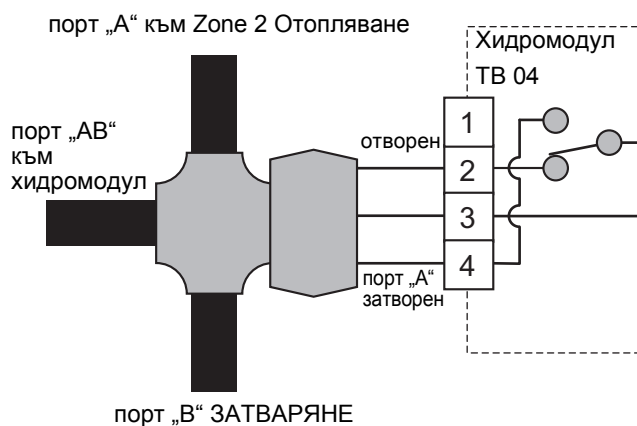 порт „A“ към Zone 2 Отопляване
Хидромодул
TB 04
порт „AB“
към
хидромодул
отворен
1
2
3
4
порт „A“
затворен
порт „B“ ЗАТВАРЯНЕ